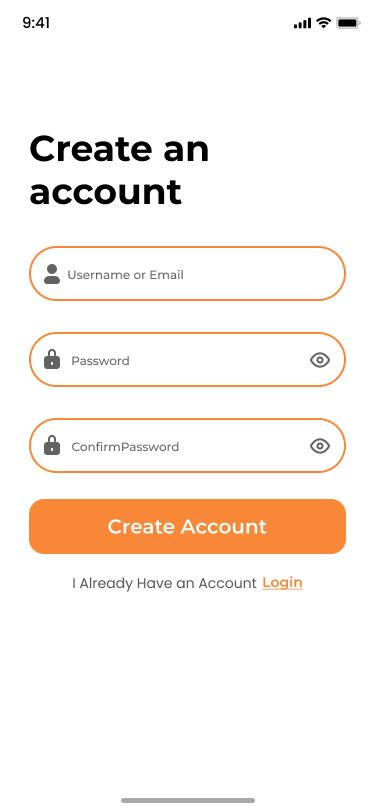 9:41
Create an
account
Username or Email
Password
ConfirmPassword
Create Account
I Already Have an Account Login